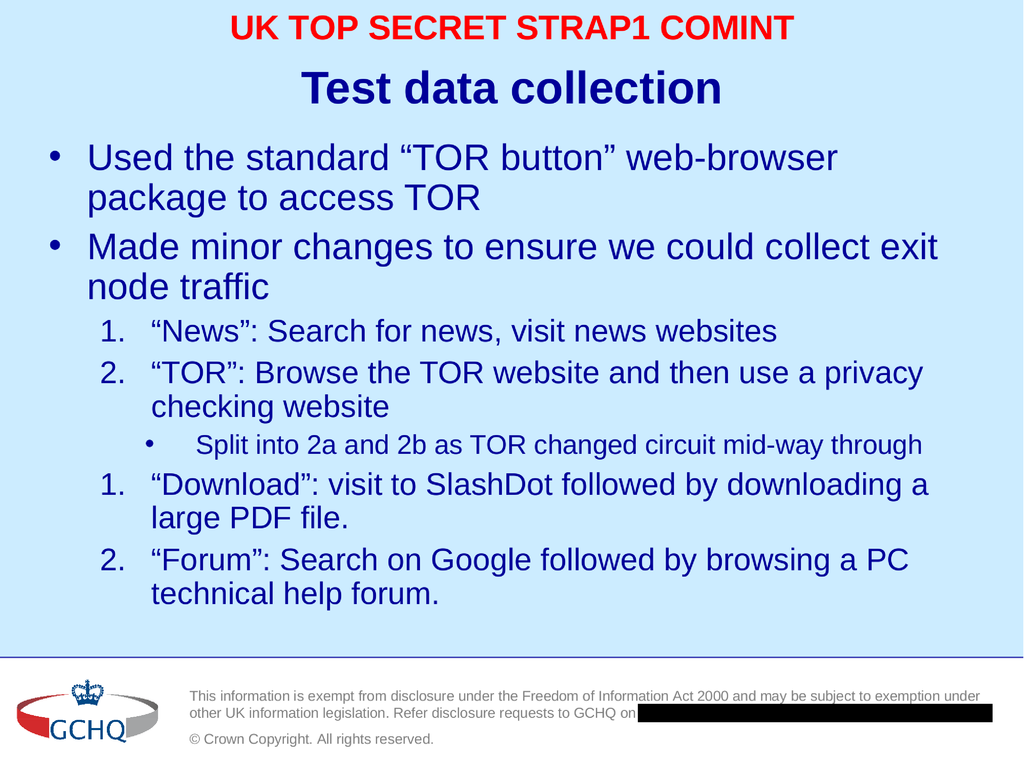 UK TOP SECRET STRAP1 COMINT
Test data collection
• Used the standard “TOR button” web-browser
package to access TOR
• Made minor changes to ensure we could collect exit
node traffic
1. “News”: Search for news, visit news websites
2. “TOR”: Browse the TOR website and then use a privacy
checking website
• Split into 2a and 2b as TOR changed circuit mid-way through
1. “Download”: visit to SlashDot followed by downloading a
large PDF file.
2. “Forum”: Search on Google followed by browsing a PC
technical help forum.
GCHQ
This information is exempt from disclosure under the Freedom of Information Act 2000 and may be subject to exemption under
other UK information legislation. Refer disclosure requests to GCHQ on
© Crown Copyright. All rights reserved.